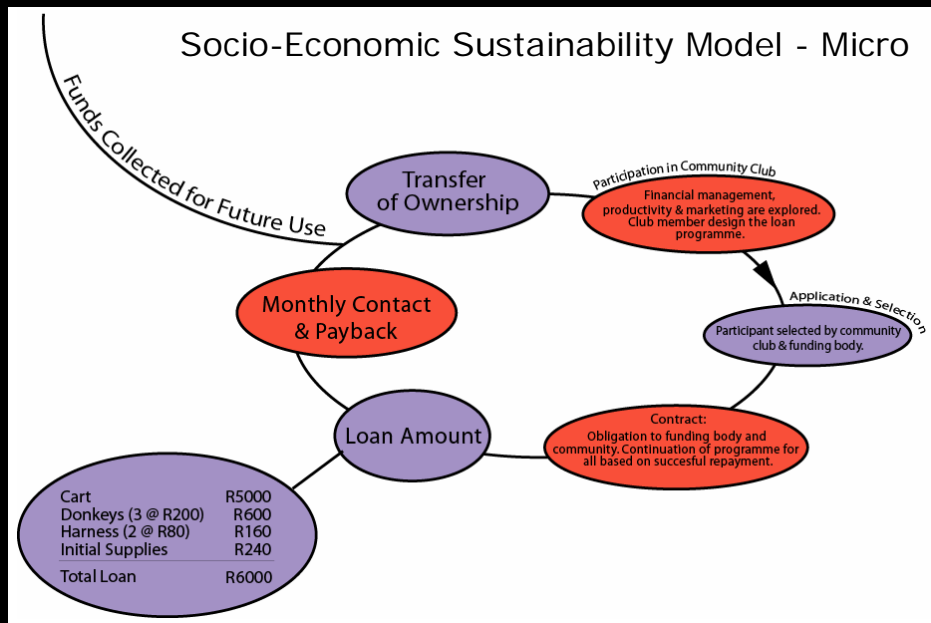 Socio-Economic Sustainability Model - Micro
Funds Collected for Future Use
Transfer
of Ownership
Participation in Community Club
Financial management,
productivity & marketing are explored.
Club member design the loan
programme.
Application & Selection
Participant selected by community
club & funding body.
Contract:
Obligation to funding body and
community. Continuation of programme for
all based on succesful repayment.
Loan Amount
Monthly Contact
& Payback
Cart R5000
Donkeys (3 @ R200) R600
Harness (2 @ R80) R160
Initial Supplies R240
Total Loan R6000